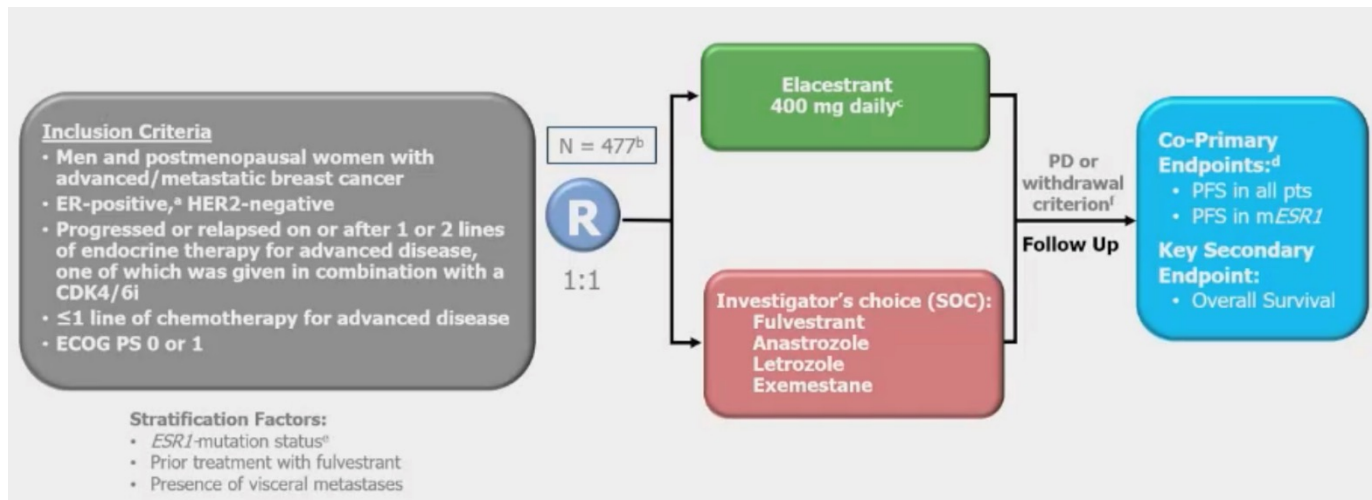 Inclusion Criteria
• Men and postmenopausal women with
advanced/metastatic breast cancer
• ER-positive,ᵃ HER2-negative
• Progressed or relapsed on or after 1 or 2 lines
of endocrine therapy for advanced disease,
one of which was given in combination with a
CDK4/6i
• ≤1 line of chemotherapy for advanced disease
• ECOG PS 0 or 1
Stratification Factors:
• ESR1-mutation statusᵉ
• Prior treatment with fulvestrant
• Presence of visceral metastases
N = 477ᵇ
R
1:1
Elacestrant
400 mg dailyᶜ
Investigator's choice (SOC):
Fulvestrant
Anastrozole
Letrozole
Exemestane
PD or
withdrawal
criterionᶠ
Follow Up
Co-Primary
Endpoints:ᵈ
• PFS in all pts
• PFS in mESR1
Key Secondary
Endpoint:
• Overall Survival